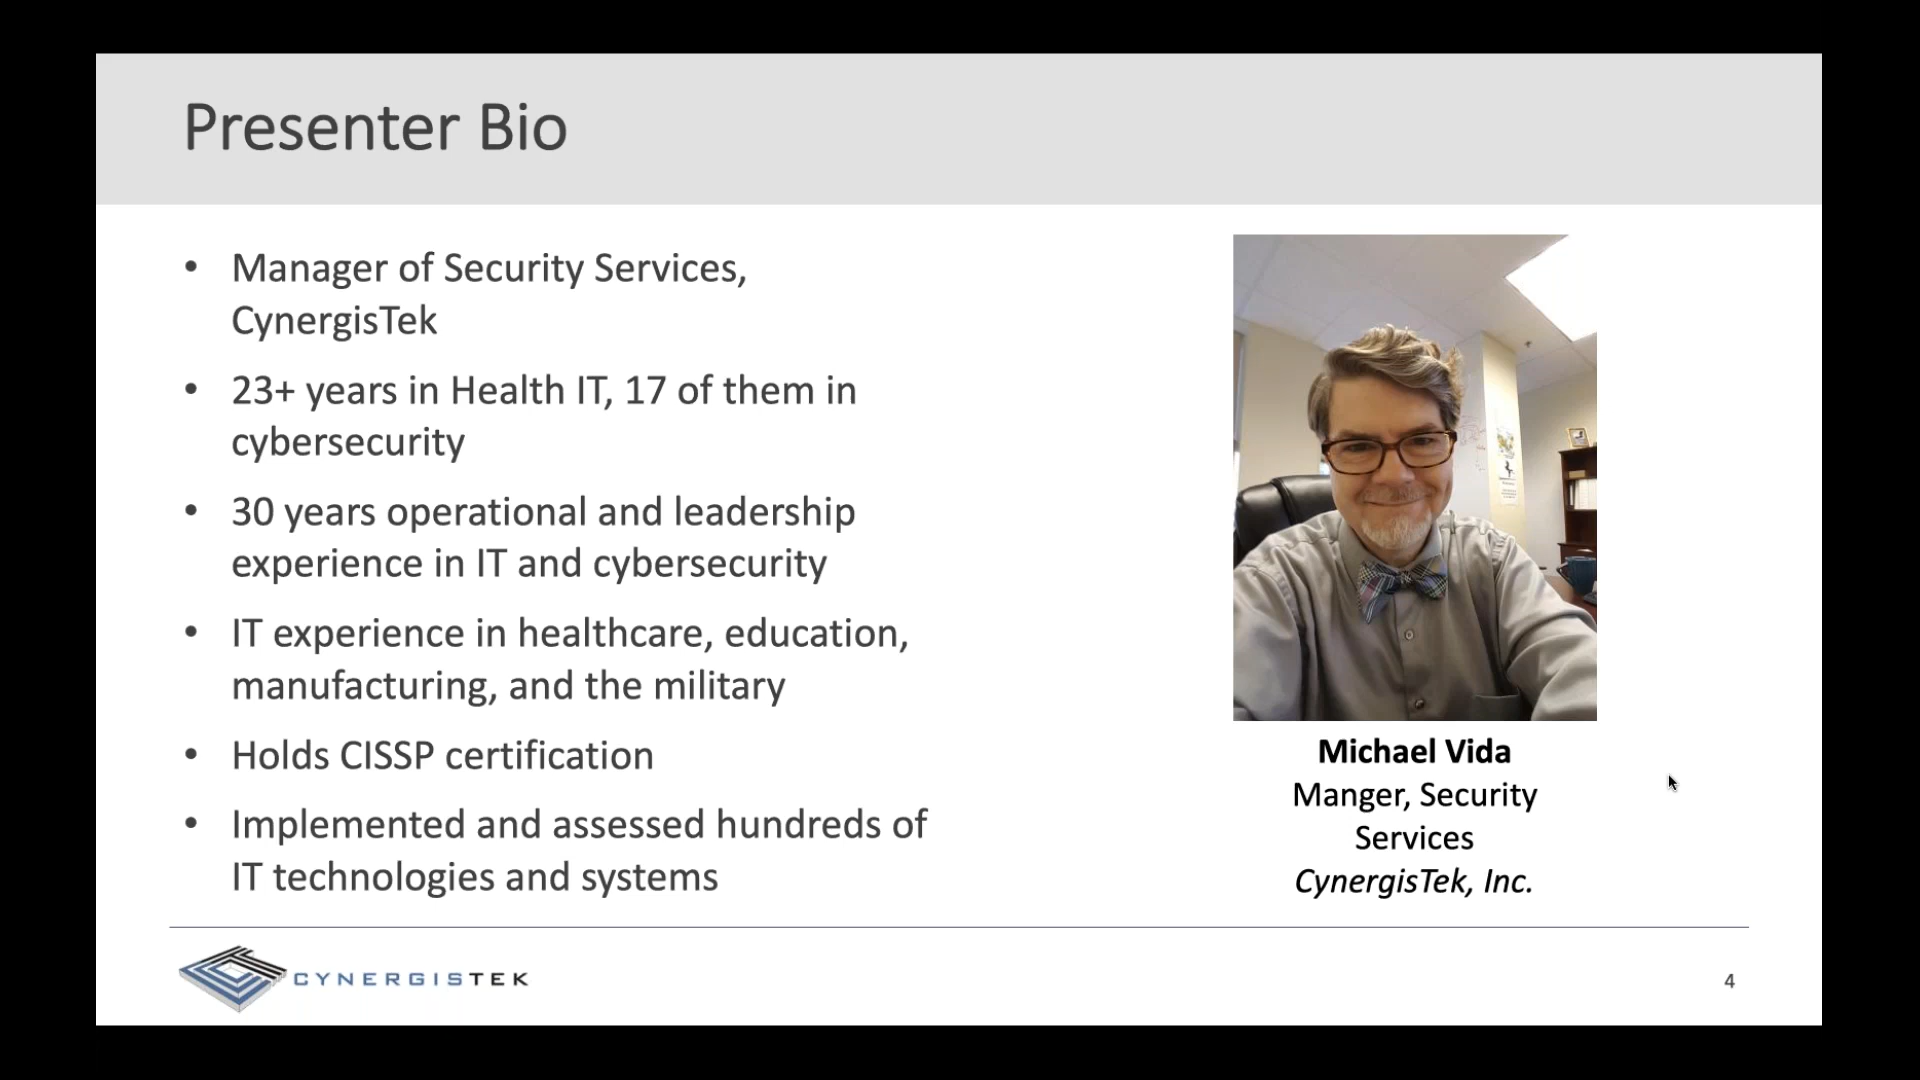 Presenter Bio
• Manager of Security Services,
CynergisTek
• 23+ years in Health IT, 17 of them in
cybersecurity
• 30 years operational and leadership
experience in IT and cybersecurity
• IT experience in healthcare, education,
manufacturing, and the military
• Holds CISSP certification
• Implemented and assessed hundreds of
IT technologies and systems
Michael Vida
Manger, Security
Services
CynergisTek, Inc.
CYNERGISTEK
4